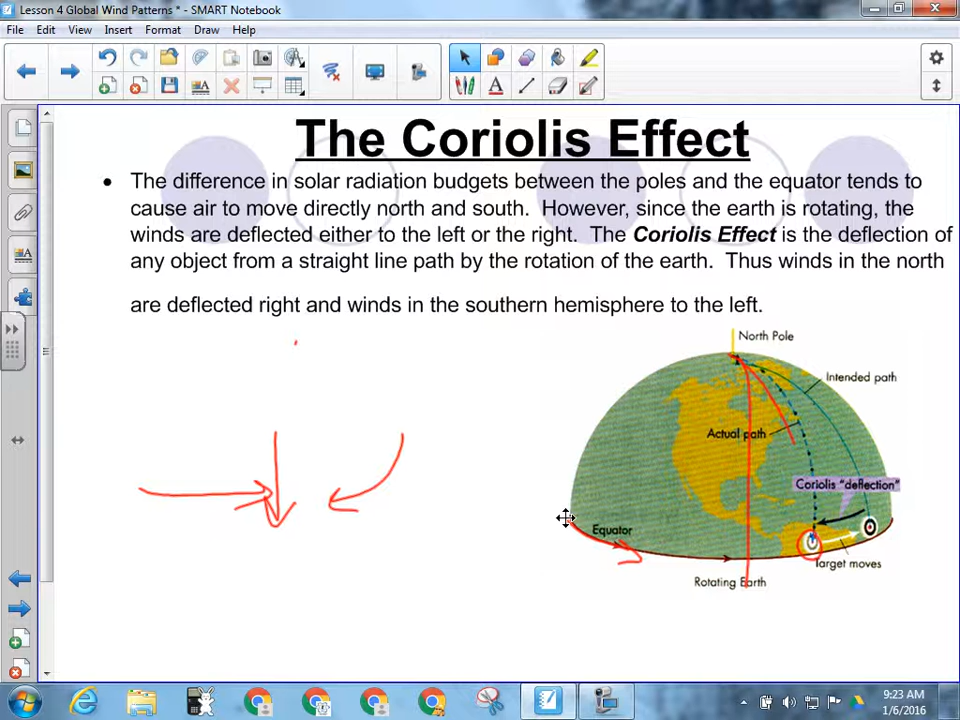 Lesson 4 Global Wind Patterns * - SMART Notebook
File Edit View Insert Format Draw Help
The Coriolis Effect
• The difference in solar radiation budgets between the poles and the equator tends to
cause air to move directly north and south. However, since the earth is rotating, the
winds are deflected either to the left or the right. The Coriolis Effect is the deflection of
any object from a straight line path by the rotation of the earth. Thus winds in the north
are deflected right and winds in the southern hemisphere to the left.
North Pole
Intended path
Actual path
Coriolis "deflection"
Equator
Target moves
Rotating Earth
9:23 AM
1/6/2016